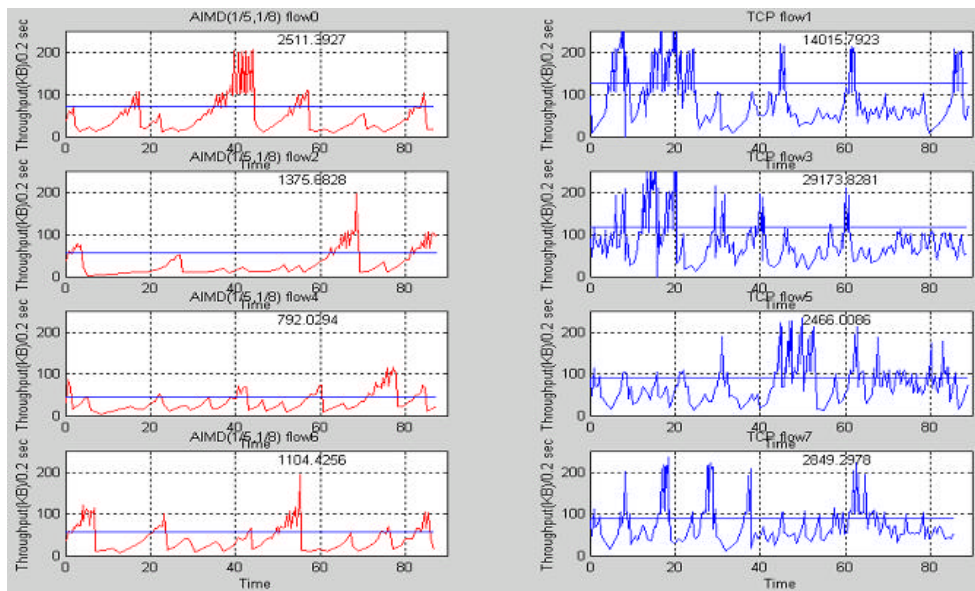 AIMD(1/5,1/8) flow0
2511.3927
Throughput(KB)/0.2 sec
200
100
0
0 20 40 60 80
Time
TCP flow1
14015.7923
Throughput(KB)/0.2 sec
200
100
0
0 20 40 60 80
Time
AIMD(1/5,1/8) flow2
1375.6828
Throughput(KB)/0.2 sec
200
100
0
0 20 40 60 80
Time
TCP flow3
29173.8281
Throughput(KB)/0.2 sec
200
100
0
0 20 40 60 80
Time
AIMD(1/5,1/8) flow4
792.0294
Throughput(KB)/0.2 sec
200
100
0
0 20 40 60 80
Time
TCP flow5
2466.0086
Throughput(KB)/0.2 sec
200
100
0
0 20 40 60 80
Time
AIMD(1/5,1/8) flow6
1104.4256
Throughput(KB)/0.2 sec
200
100
0
0 20 40 60 80
Time
TCP flow7
2849.2978
Throughput(KB)/0.2 sec
200
100
0
0 20 40 60 80
Time